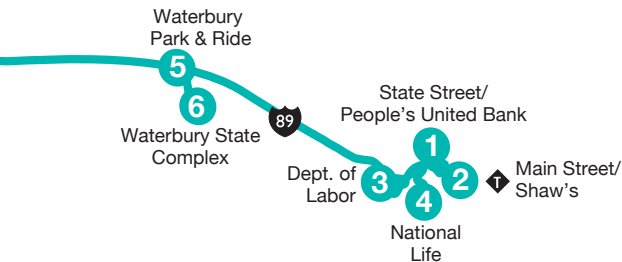 Waterbury
Park & Ride
5
6
Waterbury State
Complex
89
State Street/
People's United Bank
1
Dept. of
Labor
3
2
T
Main Street/
Shaw's
4
National
Life